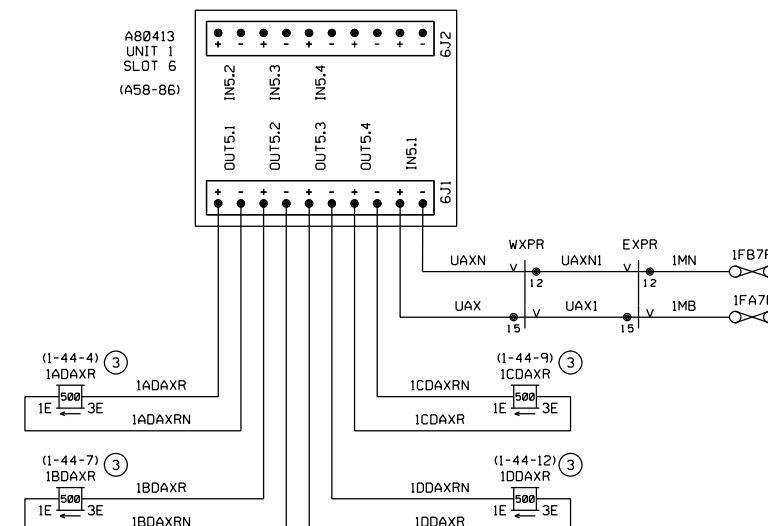 A80413
UNIT 1
SLOT 6
(A58-86)
+ - + - + - + - + -
6J2
IN5.2
IN5.3
IN5.4
OUT5.1
OUT5.2
OUT5.3
OUT5.4
IN5.1
+ - + - + - + - + -
6J1
WXPR
EXPR
UAXN
V
12
UAXN1
V
12
1MN
1FB7
UAX
15
V
UAX1
15
V
1MB
1FA7
(1-44-4)
3
1ADAXR
500
1E
3E
1ADAXR
1ADAXRN
(1-44-9)
3
1CDAXR
500
1E
3E
1CDAXRN
1CDAXR
(1-44-7)
3
1BDAXR
500
1E
3E
1BDAXR
1BDAXRN
(1-44-12)
3
1DDAXR
500
1E
3E
1DDAXRN
1DDAXR